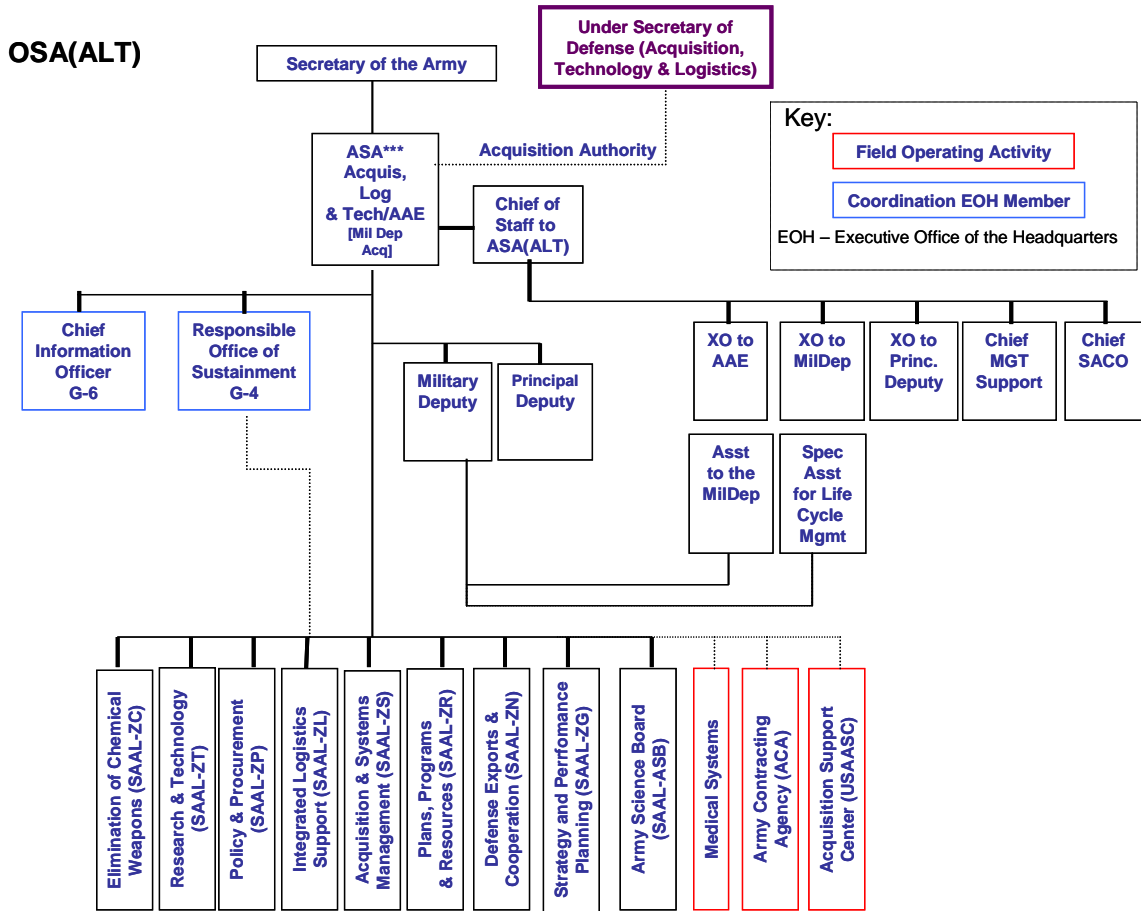 OSA(ALT)
Secretary of the Army
Under Secretary of
Defense (Acquisition,
Technology & Logistics)
Key:
Field Operating Activity
Coordination EOH Member
EOH – Executive Office of the Headquarters
ASA***
Acquis,
Log
& Tech/AAE
[Mil Dep
Acq]
Acquisition Authority
Chief of
Staff to
ASA(ALT)
Chief
Information
Officer
G-6
Responsible
Office of
Sustainment
G-4
Military
Deputy
Principal
Deputy
XO to
AAE
XO to
MilDep
XO to
Princ.
Deputy
Chief
MGT
Support
Chief
SACO
Asst
to the
MilDep
Spec
Asst
for Life
Cycle
Mgmt
Elimination of Chemical
Weapons (SAAL-ZC)
Research & Technology
(SAAL-ZT)
Policy & Procurement
(SAAL-ZP)
Integrated Logistics
Support (SAAL-ZL)
Acquisition & Systems
Management (SAAL-ZS)
Plans, Programs
& Resources (SAAL-ZR)
Defense Exports &
Cooperation (SAAL-ZN)
Strategy and Perrfomance
Planning (SAAL-ZG)
Army Science Board
(SAAL-ASB)
Medical Systems
Army Contracting
Agency (ACA)
Acquisition Support
Center (USAASC)